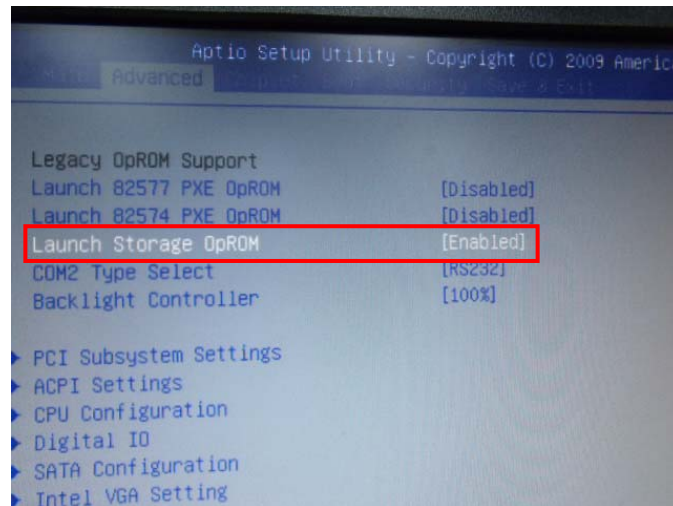 Aptio Setup Utility - Copyright (C) 2009 Americ
Advanced Save & Exit
Legacy OpROM Support
Launch 82577 PXE OpROM [Disabled]
Launch 82574 PXE OpROM [Disabled]
Launch Storage OpROM [Enabled]
COM2 Type Select [RS232]
Backlight Controller [100%]
PCI Subsystem Settings
ACPI Settings
CPU Configuration
Digital IO
SATA Configuration
Intel VGA Setting